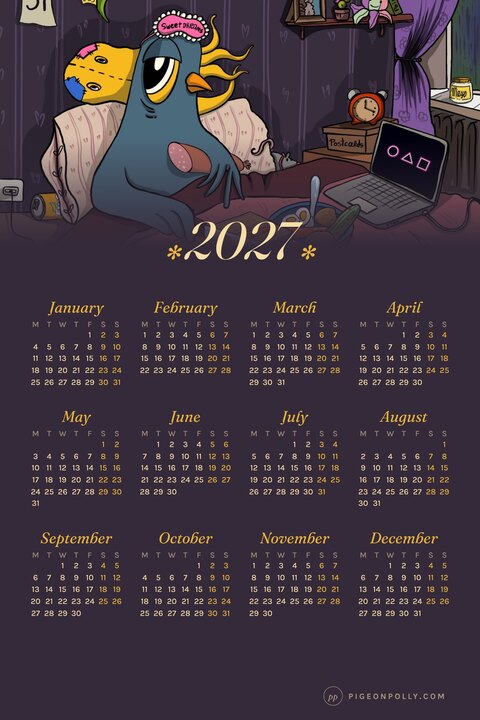 Sweet Dreams
Postcards
Mayo
*2027*
January
M T W T F S S
1 2 3
4 5 6 7 8 9 10
11 12 13 14 15 16 17
18 19 20 21 22 23 24
25 26 27 28 29 30 31
February
M T W T F S S
1 2 3 4 5 6 7
8 9 10 11 12 13 14
15 16 17 18 19 20 21
22 23 24 25 26 27 28
March
M T W T F S S
1 2 3 4 5 6 7
8 9 10 11 12 13 14
15 16 17 18 19 20 21
22 23 24 25 26 27 28
29 30 31
April
M T W T F S S
1 2 3 4
5 6 7 8 9 10 11
12 13 14 15 16 17 18
19 20 21 22 23 24 25
26 27 28 29 30
May
M T W T F S S
1 2
3 4 5 6 7 8 9
10 11 12 13 14 15 16
17 18 19 20 21 22 23
24 25 26 27 28 29 30
31
June
M T W T F S S
1 2 3 4 5 6
7 8 9 10 11 12 13
14 15 16 17 18 19 20
21 22 23 24 25 26 27
28 29 30
July
M T W T F S S
1 2 3 4
5 6 7 8 9 10 11
12 13 14 15 16 17 18
19 20 21 22 23 24 25
26 27 28 29 30 31
August
M T W T F S S
1
2 3 4 5 6 7 8
9 10 11 12 13 14 15
16 17 18 19 20 21 22
23 24 25 26 27 28 29
30 31
September
M T W T F S S
1 2 3 4 5
6 7 8 9 10 11 12
13 14 15 16 17 18 19
20 21 22 23 24 25 26
27 28 29 30
October
M T W T F S S
1 2 3
4 5 6 7 8 9 10
11 12 13 14 15 16 17
18 19 20 21 22 23 24
25 26 27 28 29 30 31
November
M T W T F S S
1 2 3 4 5 6 7
8 9 10 11 12 13 14
15 16 17 18 19 20 21
22 23 24 25 26 27 28
29 30
December
M T W T F S S
1 2 3 4 5
6 7 8 9 10 11 12
13 14 15 16 17 18 19
20 21 22 23 24 25 26
27 28 29 30 31
pp PIGEONPOLLY.COM